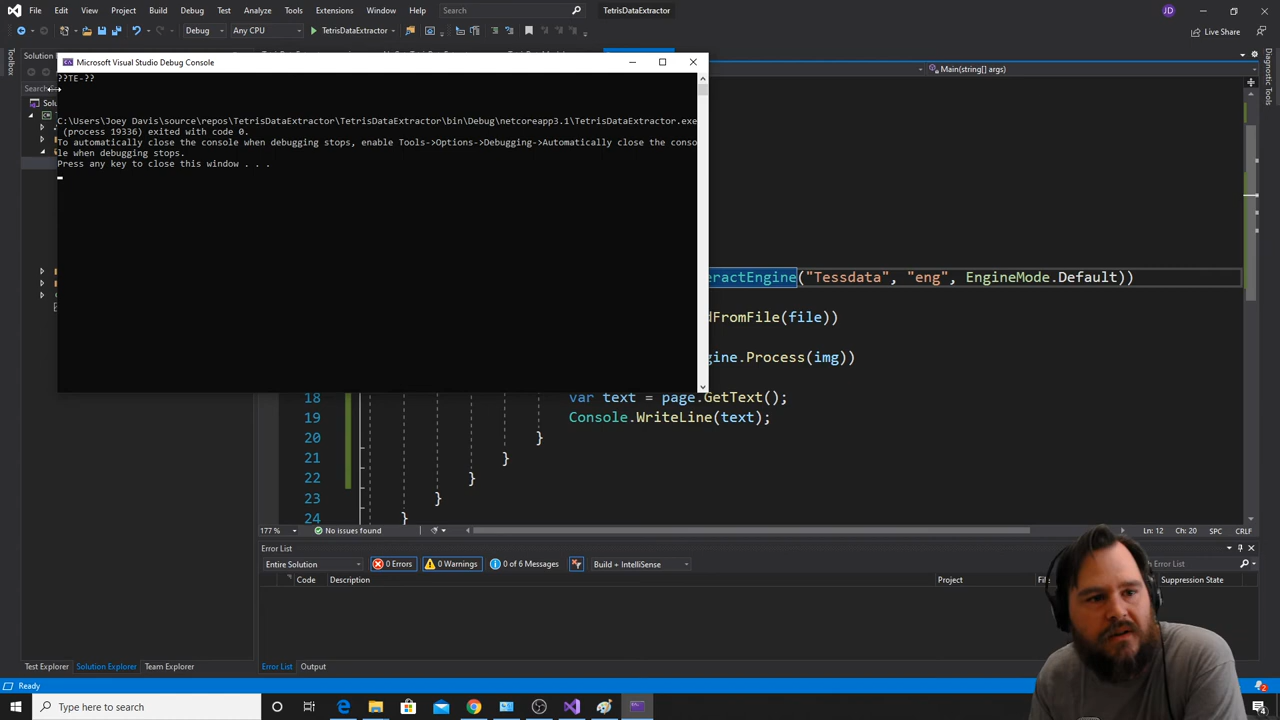 File Edit View Project Build Debug Test Analyze Tools Extensions Window Help Search TetrisDataExtractor JD
Debug Any CPU TetrisDataExtractor Live Share
Toolbox
Solution
Microsoft Visual Studio Debug Console
Main(string[] args)
Diagnostic Tools
??TE-??
C:\Users\Joey Davis\source\repos\TetrisDataExtractor\TetrisDataExtractor\bin\Debug\netcoreapp3.1\TetrisDataExtractor.exe
(process 19336) exited with code 0.
To automatically close the console when debugging stops, enable Tools->Options->Debugging->Automatically close the conso
le when debugging stops.
Press any key to close this window . . .
eractEngine("Tessdata", "eng", EngineMode.Default))
dFromFile(file))
gine.Process(img))
18 var text = page.GetText();
19 Console.WriteLine(text);
20 }
21 }
22 }
23 }
24 }
177 % No issues found Ln: 12 Ch: 20 SPC CRLF
Error List
Entire Solution 0 Errors 0 Warnings 0 of 6 Messages Build + IntelliSense
Code Description Project Suppression State
Test Explorer Solution Explorer Team Explorer Error List Output
Ready 2
Type here to search 4